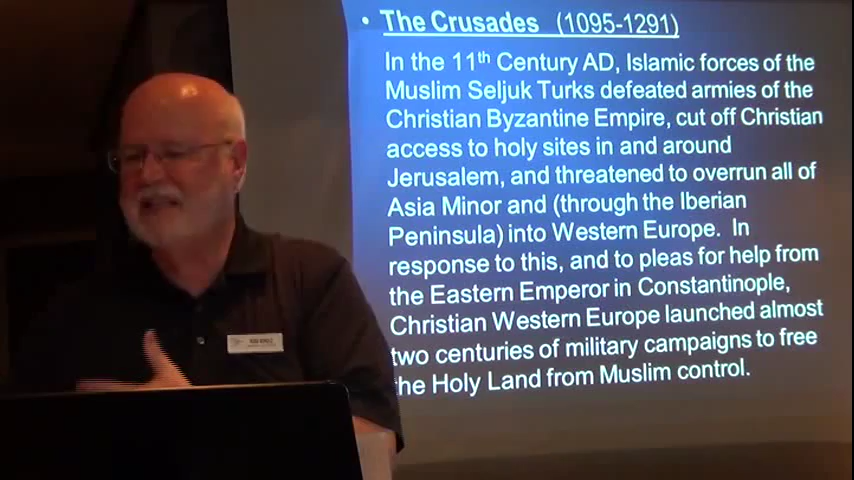 • The Crusades (1095-1291)
In the 11th Century AD, Islamic forces of the
Muslim Seljuk Turks defeated armies of the
Christian Byzantine Empire, cut off Christian
access to holy sites in and around
Jerusalem, and threatened to overrun all of
Asia Minor and (through the Iberian
Peninsula) into Western Europe. In
response to this, and to pleas for help from
the Eastern Emperor in Constantinople,
Christian Western Europe launched almost
two centuries of military campaigns to free
the Holy Land from Muslim control.